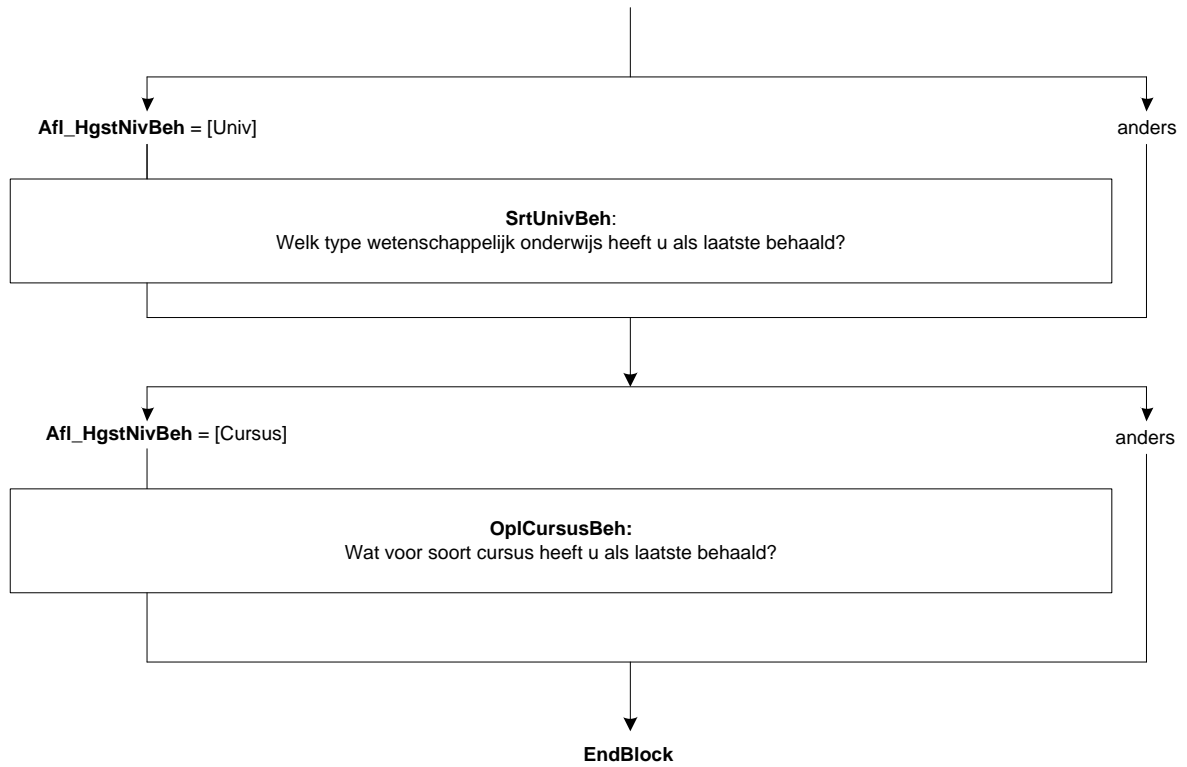 Afl_HgstNivBeh = [Univ]
anders
SrtUnivBeh:
Welk type wetenschappelijk onderwijs heeft u als laatste behaald?
Afl_HgstNivBeh = [Cursus]
anders
OplCursusBeh:
Wat voor soort cursus heeft u als laatste behaald?
EndBlock